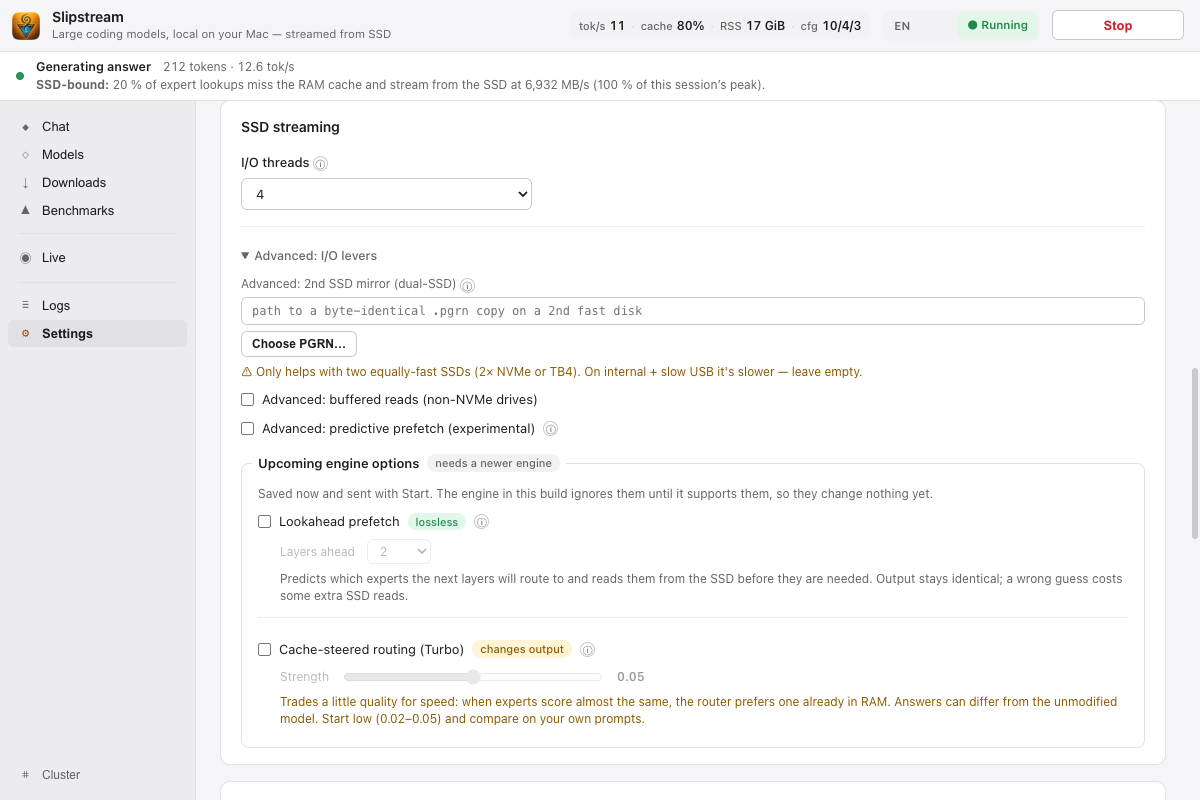 Slipstream
Large coding models, local on your Mac — streamed from SSD
tok/s 11 · cache 80% · RSS 17 GiB · cfg 10/4/3
EN
Running
Stop
Generating answer 212 tokens · 12.6 tok/s
SSD-bound: 20 % of expert lookups miss the RAM cache and stream from the SSD at 6,932 MB/s (100 % of this session's peak).
Chat
Models
Downloads
Benchmarks
Live
Logs
Settings
Cluster
SSD streaming
I/O threads
4
Advanced: I/O levers
Advanced: 2nd SSD mirror (dual-SSD)
path to a byte-identical .pgrn copy on a 2nd fast disk
Choose PGRN...
⚠ Only helps with two equally-fast SSDs (2× NVMe or TB4). On internal + slow USB it's slower — leave empty.
Advanced: buffered reads (non-NVMe drives)
Advanced: predictive prefetch (experimental)
Upcoming engine options needs a newer engine
Saved now and sent with Start. The engine in this build ignores them until it supports them, so they change nothing yet.
Lookahead prefetch lossless
Layers ahead 2
Predicts which experts the next layers will route to and reads them from the SSD before they are needed. Output stays identical; a wrong guess costs
some extra SSD reads.
Cache-steered routing (Turbo) changes output
Strength 0.05
Trades a little quality for speed: when experts score almost the same, the router prefers one already in RAM. Answers can differ from the unmodified
model. Start low (0.02–0.05) and compare on your own prompts.